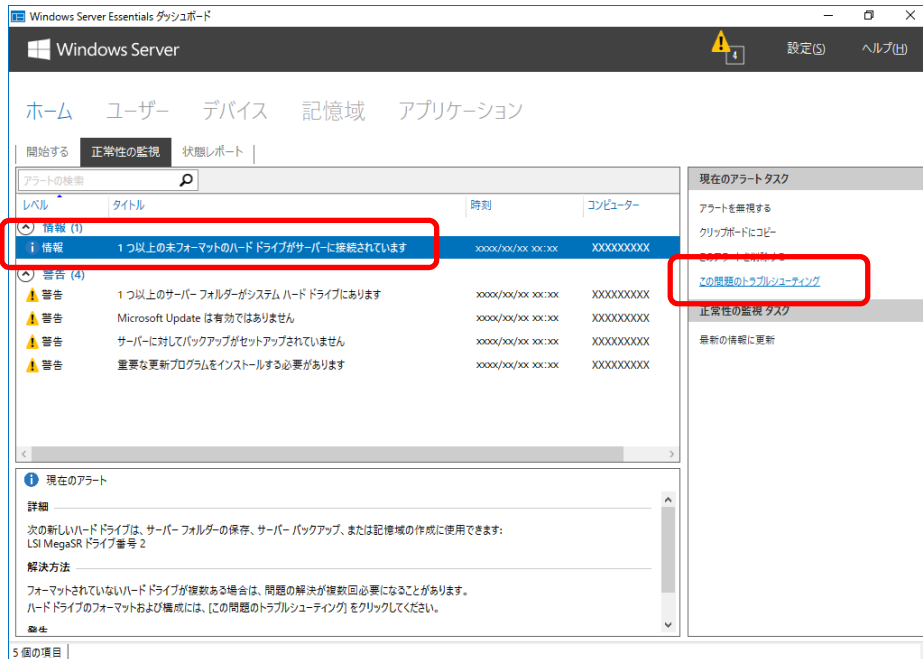 Windows Server Essentials ダッシュボード
Windows Server
4
設定(S)
ヘルプ(H)
ホーム ユーザー デバイス 記憶域 アプリケーション
開始する 正常性の監視 状態レポート
アラートの検索
レベル タイトル 時刻 コンピューター
情報 (1)
情報 1 つ以上の未フォーマットのハード ドライブがサーバーに接続されています xxxx/xx/xx xx:xx XXXXXXXXX
警告 (4)
警告 1 つ以上のサーバー フォルダーがシステム ハード ドライブにあります xxxx/xx/xx xx:xx XXXXXXXXX
警告 Microsoft Update は有効ではありません xxxx/xx/xx xx:xx XXXXXXXXX
警告 サーバーに対してバックアップがセットアップされていません xxxx/xx/xx xx:xx XXXXXXXXX
警告 重要な更新プログラムをインストールする必要があります xxxx/xx/xx xx:xx XXXXXXXXX
現在のアラート
詳細
次の新しいハード ドライブは、サーバー フォルダーの保存、サーバー バックアップ、または記憶域の作成に使用できます:
LSI MegaSR ドライブ番号 2
解決方法
フォーマットされていないハード ドライブが複数ある場合は、問題の解決が複数回必要になることがあります。
ハード ドライブのフォーマットおよび構成には、[この問題のトラブルシューティング] をクリックしてください。
発生
現在のアラート タスク
アラートを無視する
クリップボードにコピー
このアラートを削除する
この問題のトラブルシューティング
正常性の監視 タスク
最新の情報に更新
5 個の項目